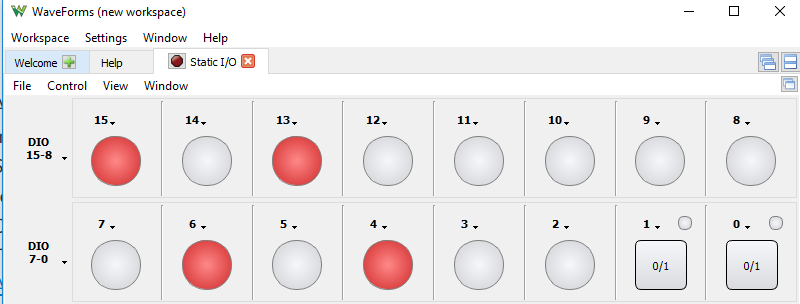 WaveForms (new workspace)
Workspace Settings Window Help
Welcome Help Static I/O
File Control View Window
15 14 13 12 11 10 9 8
DIO
15-8
7 6 5 4 3 2 1 0
DIO
7-0
0/1 0/1